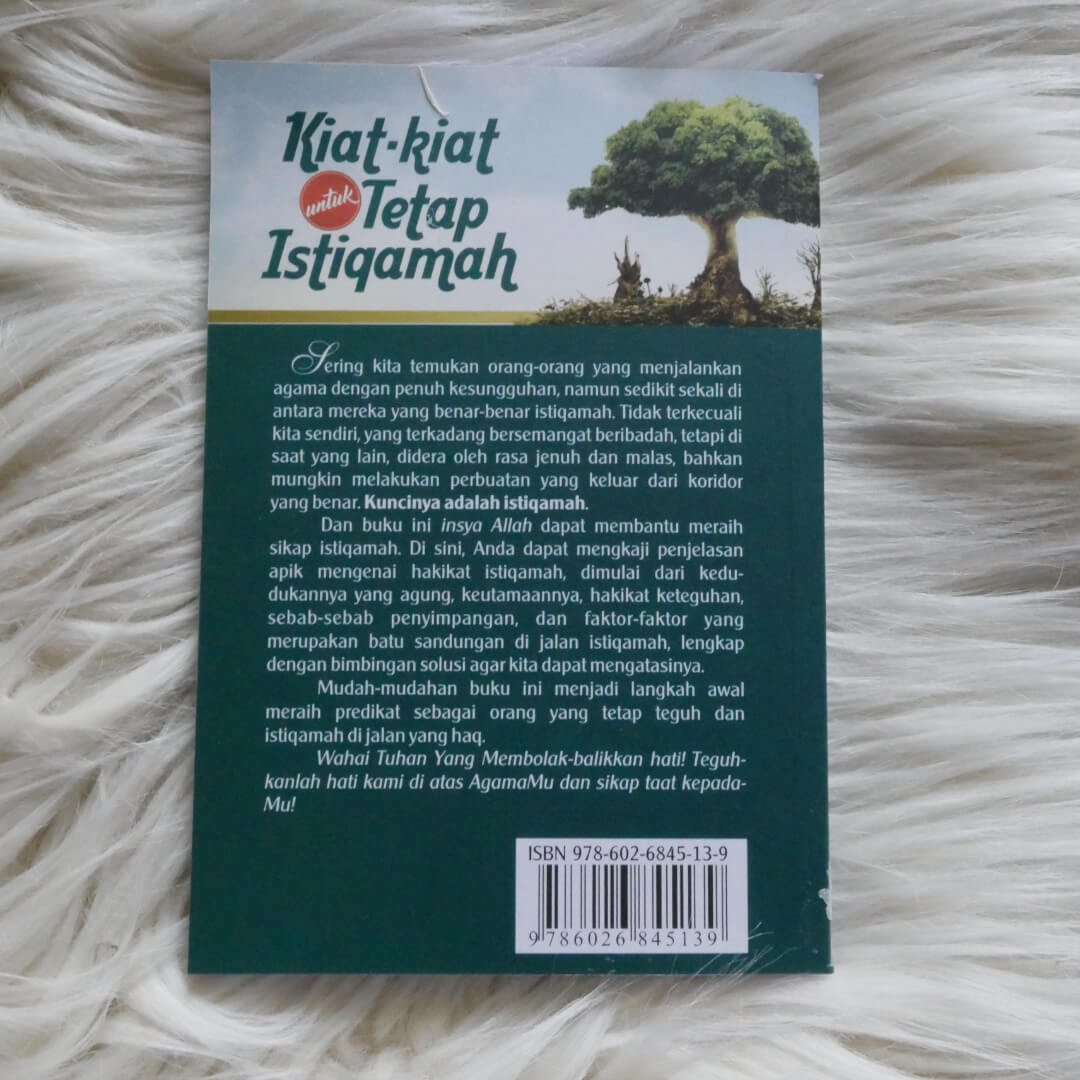 Kiat-kiat
untuk Tetap
Istiqamah
Sering kita temukan orang-orang yang menjalankan
agama dengan penuh kesungguhan, namun sedikit sekali di
antara mereka yang benar-benar istiqamah. Tidak terkecuali
kita sendiri, yang terkadang bersemangat beribadah, tetapi di
saat yang lain, didera oleh rasa jenuh dan malas, bahkan
mungkin melakukan perbuatan yang keluar dari koridor
yang benar. Kuncinya adalah istiqamah.
Dan buku ini insya Allah dapat membantu meraih
sikap istiqamah. Di sini, Anda dapat mengkaji penjelasan
apik mengenai hakikat istiqamah, dimulai dari kedu-
dukannya yang agung, keutamaannya, hakikat keteguhan,
sebab-sebab penyimpangan, dan faktor-faktor yang
merupakan batu sandungan di jalan istiqamah, lengkap
dengan bimbingan solusi agar kita dapat mengatasinya.
Mudah-mudahan buku ini menjadi langkah awal
meraih predikat sebagai orang yang tetap teguh dan
istiqamah di jalan yang haq.
Wahai Tuhan Yang Membolak-balikkan hati! Teguh-
kanlah hati kami di atas AgamaMu dan sikap taat kepada-
Mu!
ISBN 978-602-6845-13-9
9 786026 845139